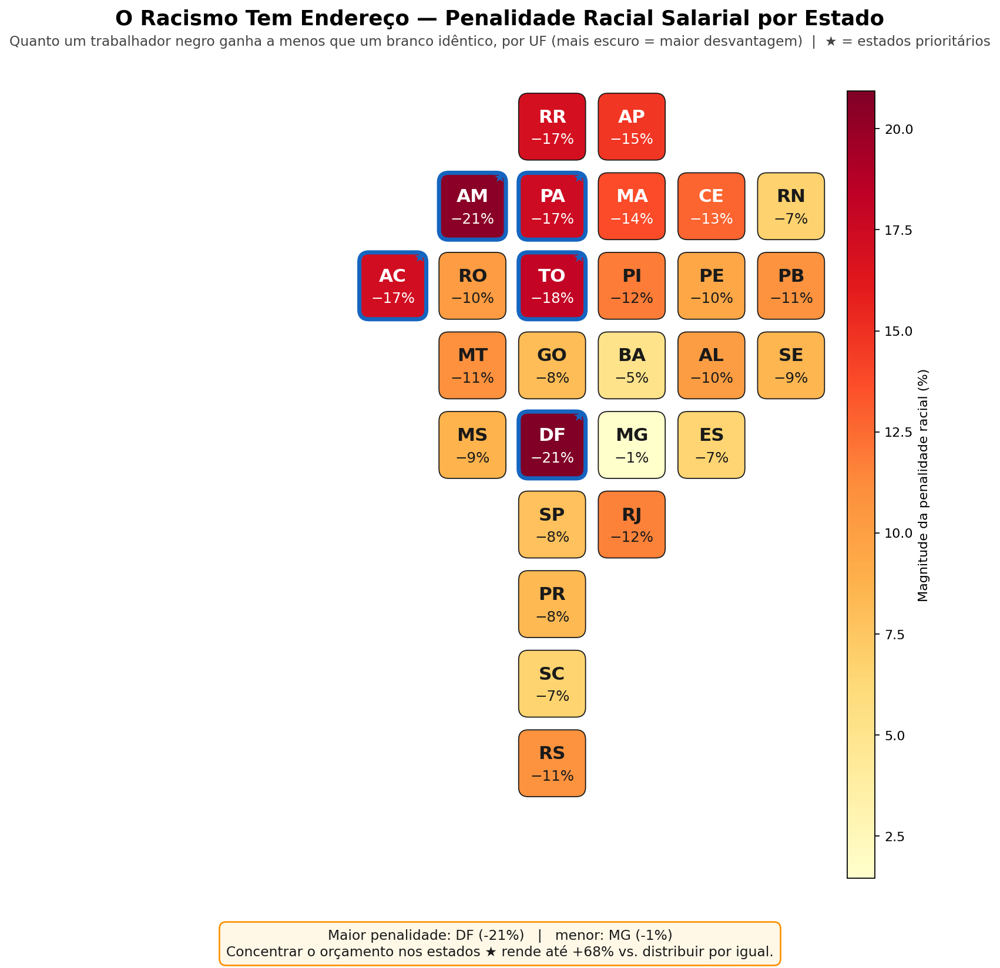 O Racismo Tem Endereço — Penalidade Racial Salarial por Estado
Quanto um trabalhador negro ganha a menos que um branco idêntico, por UF (mais escuro = maior desvantagem)  |  ★ = estados prioritários
RR
−17%
AP
−15%
AM
−21%
PA
−17%
MA
−14%
CE
−13%
RN
−7%
AC
−17%
RO
−10%
TO
−18%
PI
−12%
PE
−10%
PB
−11%
MT
−11%
GO
−8%
BA
−5%
AL
−10%
SE
−9%
MS
−9%
DF
−21%
MG
−1%
ES
−7%
SP
−8%
RJ
−12%
PR
−8%
SC
−7%
RS
−11%
20.0
17.5
15.0
12.5
10.0
7.5
5.0
2.5
Magnitude da penalidade racial (%)
Maior penalidade: DF (-21%)   |   menor: MG (-1%)
Concentrar o orçamento nos estados ★ rende até +68% vs. distribuir por igual.